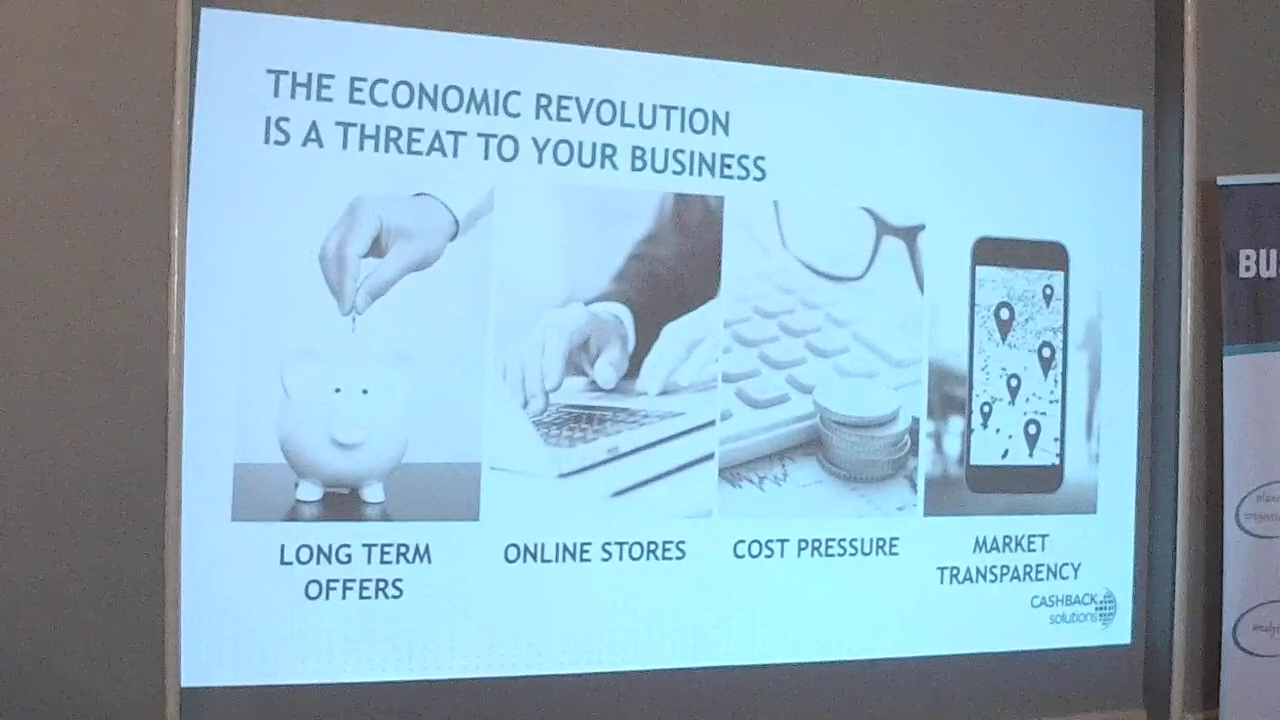 THE ECONOMIC REVOLUTION
IS A THREAT TO YOUR BUSINESS
LONG TERM
OFFERS
ONLINE STORES
COST PRESSURE
MARKET
TRANSPARENCY
CASHBACK
solutions
BU